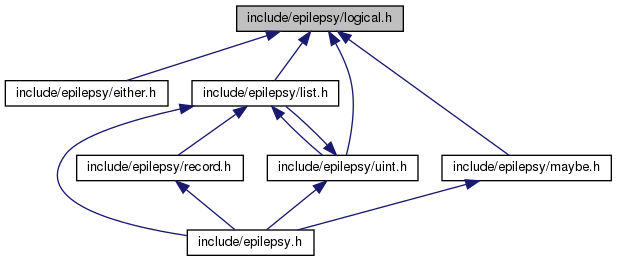 include/epilepsy/logical.h
include/epilepsy/either.h
include/epilepsy/list.h
include/epilepsy/record.h
include/epilepsy/uint.h
include/epilepsy/maybe.h
include/epilepsy.h